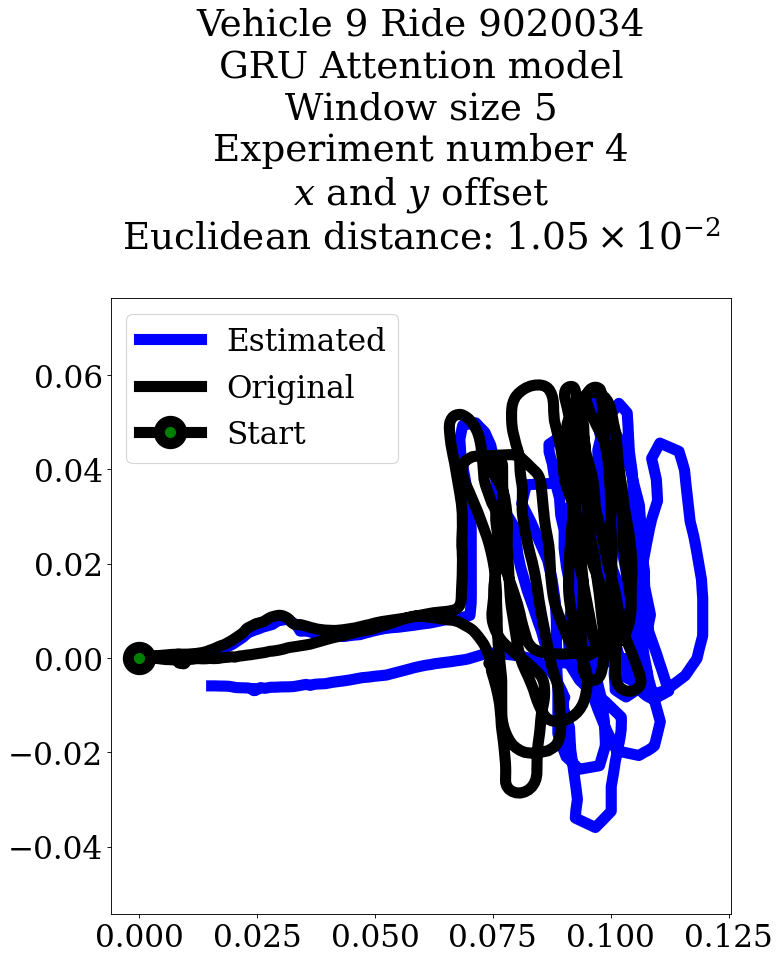 Vehicle 9 Ride 9020034
GRU Attention model
Window size 5
Experiment number 4
x and y offset
Euclidean distance: 1.05 × 10⁻²
Estimated
Original
Start
0.06
0.04
0.02
0.00
−0.02
−0.04
0.000 0.025 0.050 0.075 0.100 0.125